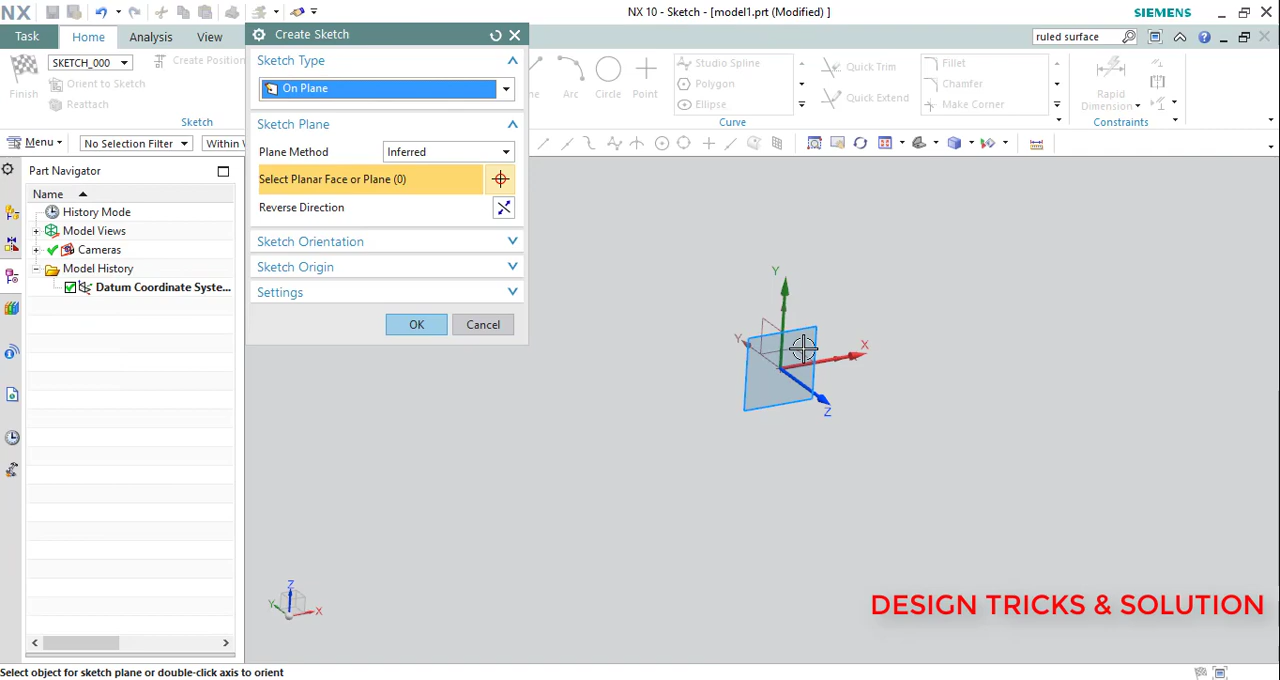 NX
NX 10 - Sketch - [model1.prt (Modified) ]
SIEMENS
Task
Home
Analysis
View
ruled surface
Finish
SKETCH_000
Create Position
Orient to Sketch
Reattach
Sketch
Arc
Circle
Point
Studio Spline
Polygon
Ellipse
Quick Trim
Quick Extend
Fillet
Chamfer
Make Corner
Curve
Rapid
Dimension
Constraints
Menu
No Selection Filter
Within
Create Sketch
Sketch Type
On Plane
Sketch Plane
Plane Method
Inferred
Select Planar Face or Plane (0)
Reverse Direction
Sketch Orientation
Sketch Origin
Settings
OK
Cancel
Part Navigator
Name
History Mode
Model Views
Cameras
Model History
Datum Coordinate Syste...
Y
Y
X
Z
Z
Y
X
DESIGN TRICKS & SOLUTION
Select object for sketch plane or double-click axis to orient